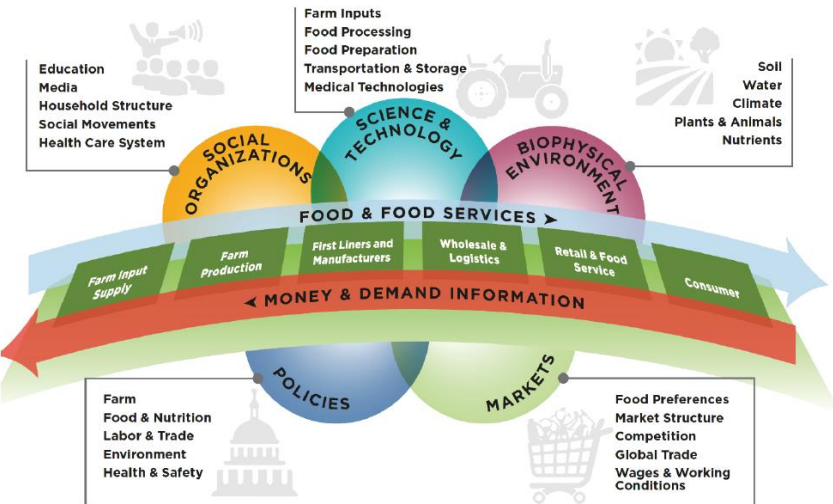 Farm Inputs
Food Processing
Food Preparation
Transportation & Storage
Medical Technologies
Education
Media
Household Structure
Social Movements
Health Care System
Soil
Water
Climate
Plants & Animals
Nutrients
SOCIAL
ORGANIZATIONS
SCIENCE &
TECHNOLOGY
BIOPHYSICAL
ENVIRONMENT
FOOD & FOOD SERVICES
Farm Input
Supply
Farm
Production
First Liners and
Manufacturers
Wholesale &
Logistics
Retail & Food
Service
Consumer
MONEY & DEMAND INFORMATION
POLICIES
MARKETS
Farm
Food & Nutrition
Labor & Trade
Environment
Health & Safety
Food Preferences
Market Structure
Competition
Global Trade
Wages & Working
Conditions